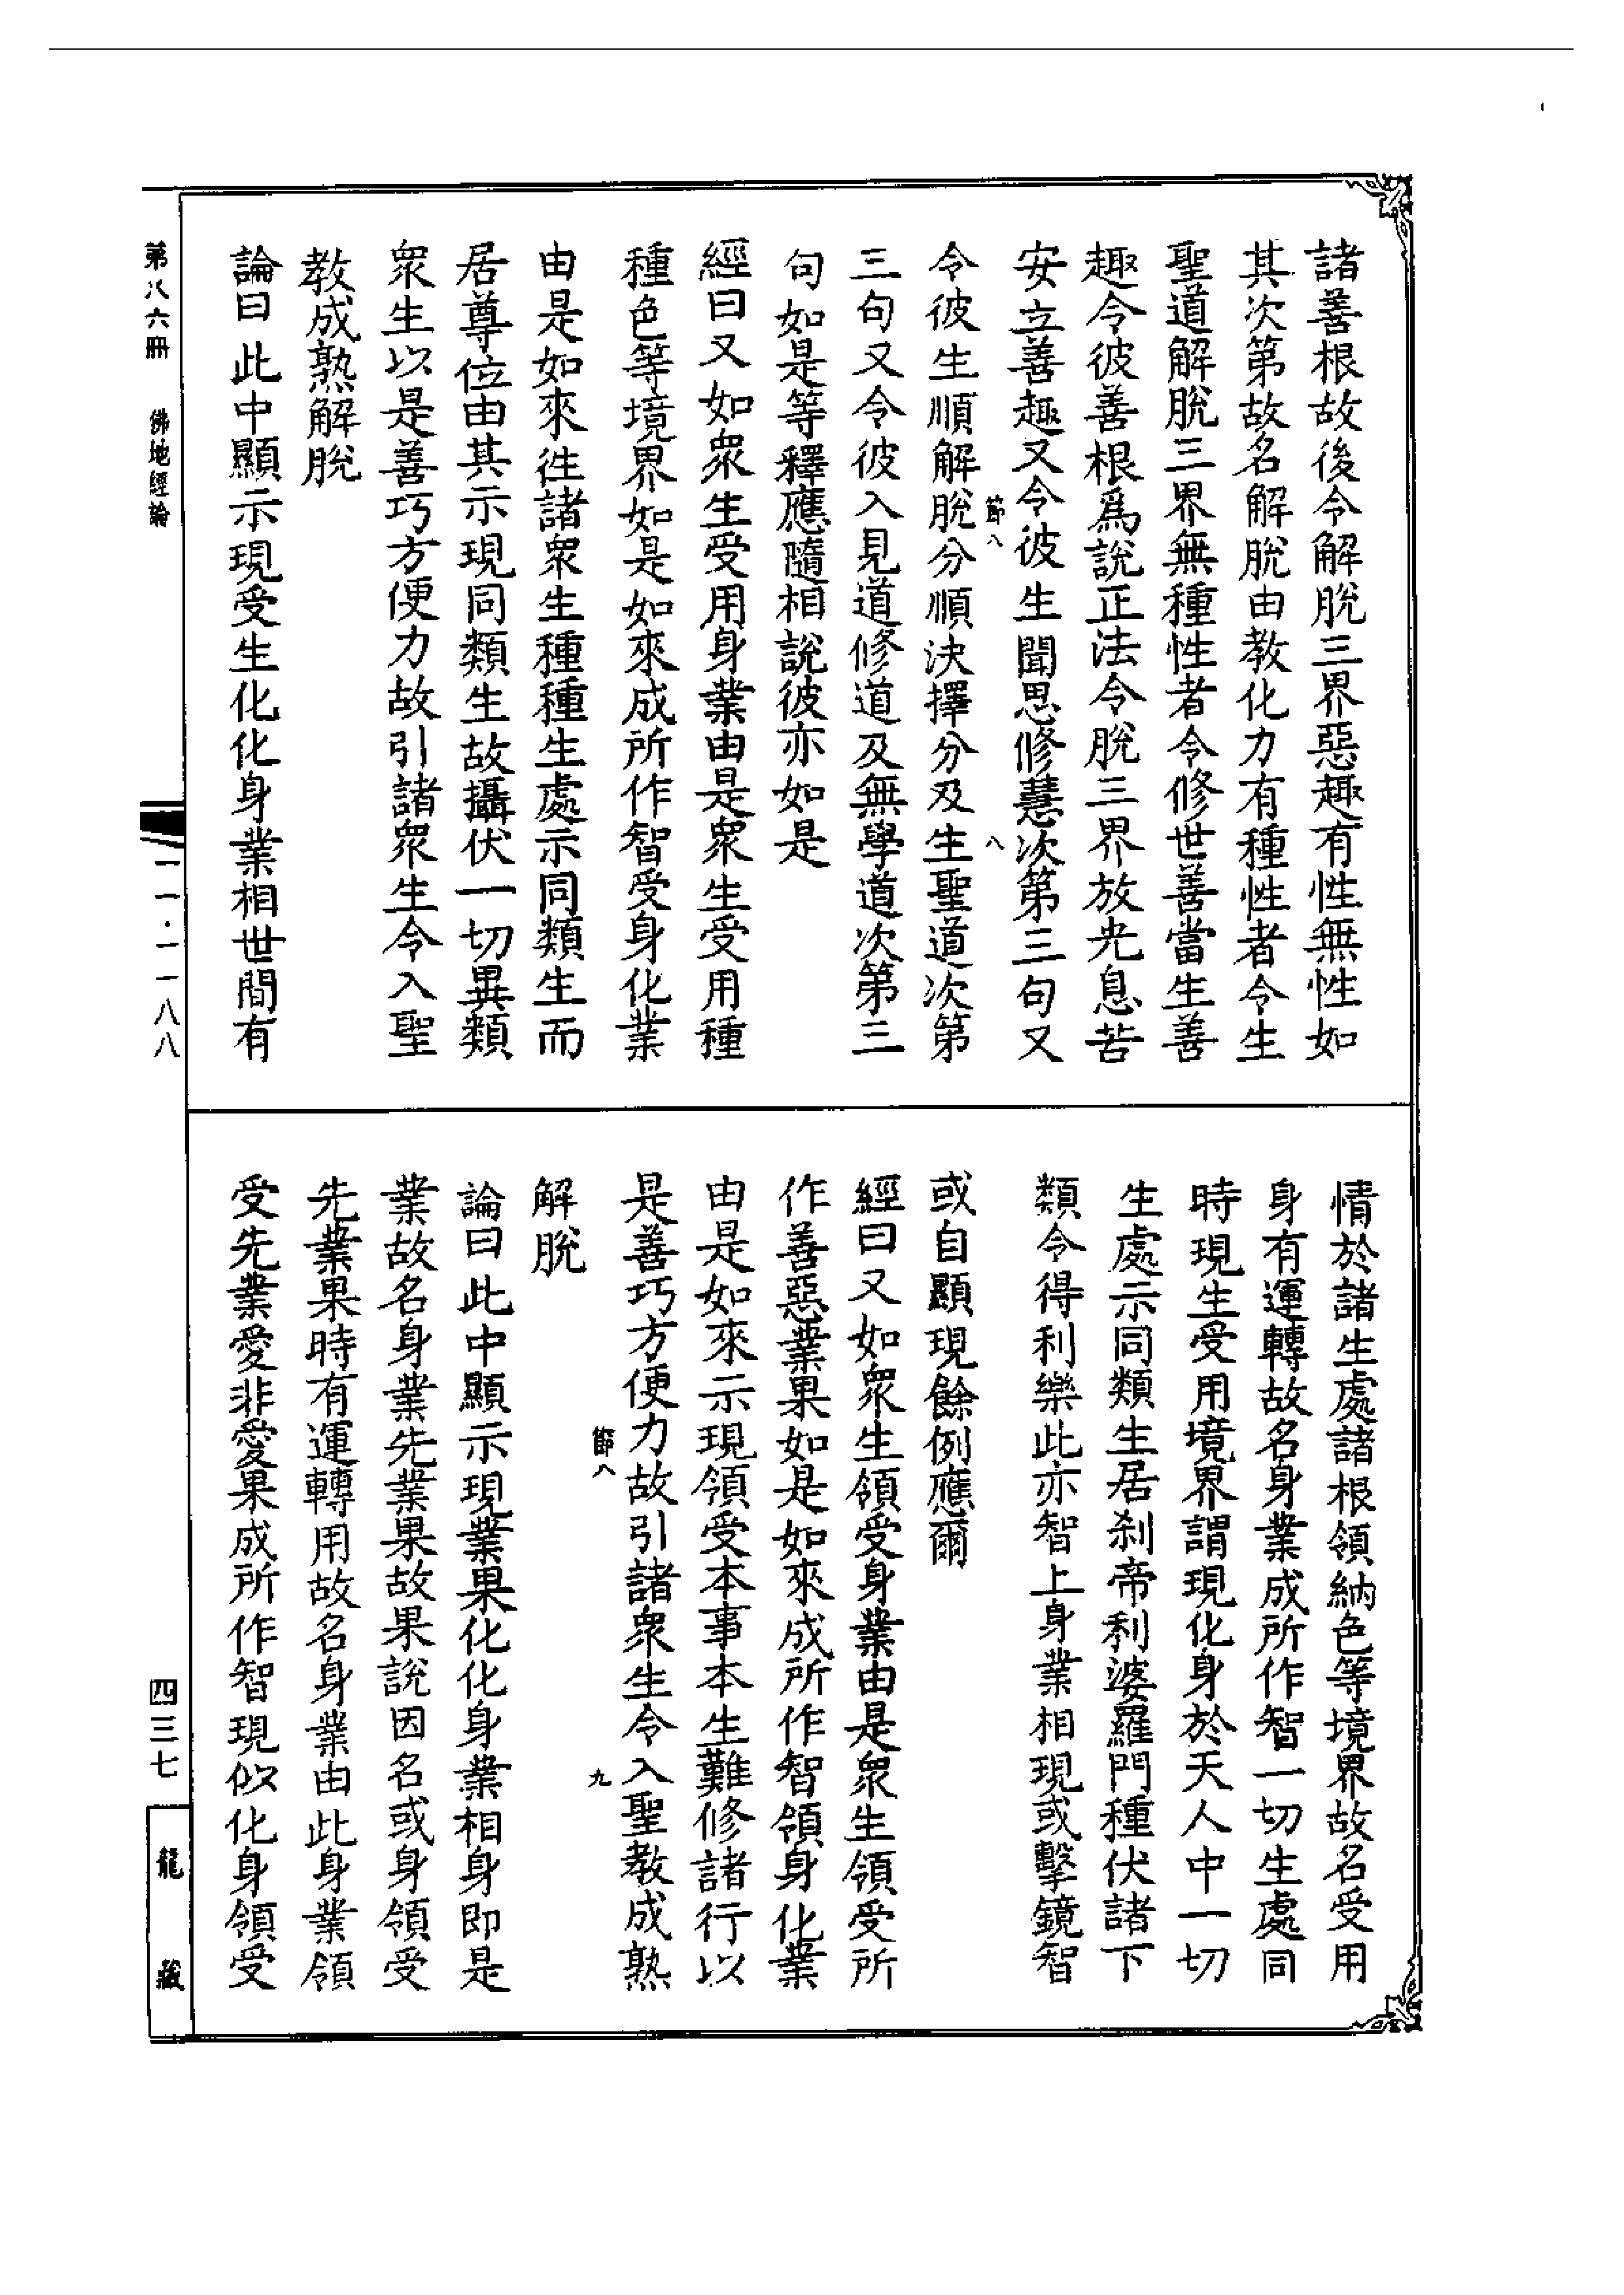 諸善根故後令解脫三界惡趣有性無性如
其次第故名解脫由教化力有種性者令生
聖道解脫三界無種性者令修世善當生善
趣令彼善根爲說正法令脫三界放光息苦
安立善趣又令彼生聞思修慧次第三句又
節八
八
令彼生順解脫分順決擇分及生聖道次第
三句又令彼入見道修道及無學道次第三
句如是等釋應隨相說彼亦如是
經曰又如衆生受用身業由是衆生受用種
種色等境界如是如來成所作智受身化業
由是如來往諸衆生種種生處示同類生而
居尊位由其示現同類生故攝伏一切異類
衆生以是善巧方便力故引諸衆生令入聖
教成熟解脫
論曰此中顯示現受生化化身業相世間有
情於諸生處諸根領納色等境界故名受用
身有運轉故名身業成所作智一切生處同
時現生受用境界謂現化身於天人中一切
生處示同類生居刹帝利婆羅門種伏諸下
類令得利樂此亦智上身業相現或擊鏡智
或自顯現餘例應爾
經曰又如衆生領受身業由是衆生領受所
作善惡業果如是如來成所作智領身化業
由是如來示現領受本事本生難修諸行以
是善巧方便力故引諸衆生令入聖教成熟
節八
九
解脫
論曰此中顯示現業果化化身業相身即是
業故名身業先業果故果說因名或身領受
先業果時有運轉用故名身業由此身業領
受先業愛非愛果成所作智現似化身領受
第八六冊 佛地經論
一一·一一八八
四三七
龍藏